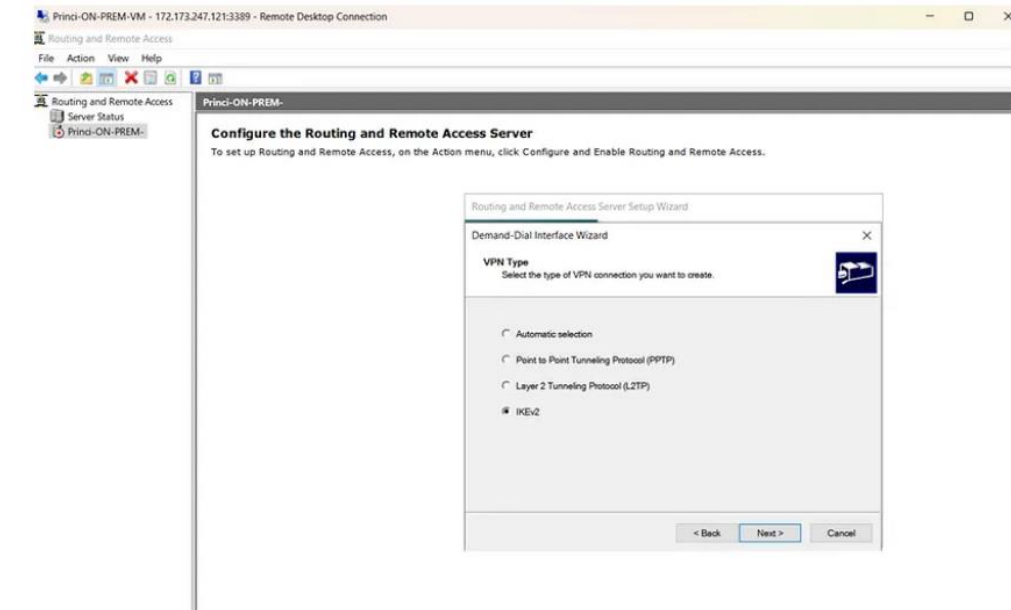 Princi-ON-PREM-VM - 172.173.247.121:3389 - Remote Desktop Connection
Routing and Remote Access
File Action View Help
Routing and Remote Access
Server Status
Princi-ON-PREM-
Princi-ON-PREM-
Configure the Routing and Remote Access Server
To set up Routing and Remote Access, on the Action menu, click Configure and Enable Routing and Remote Access.
Routing and Remote Access Server Setup Wizard
Demand-Dial Interface Wizard
VPN Type
Select the type of VPN connection you want to create.
Automatic selection
Point to Point Tunneling Protocol (PPTP)
Layer 2 Tunneling Protocol (L2TP)
IKEv2
< Back Next > Cancel